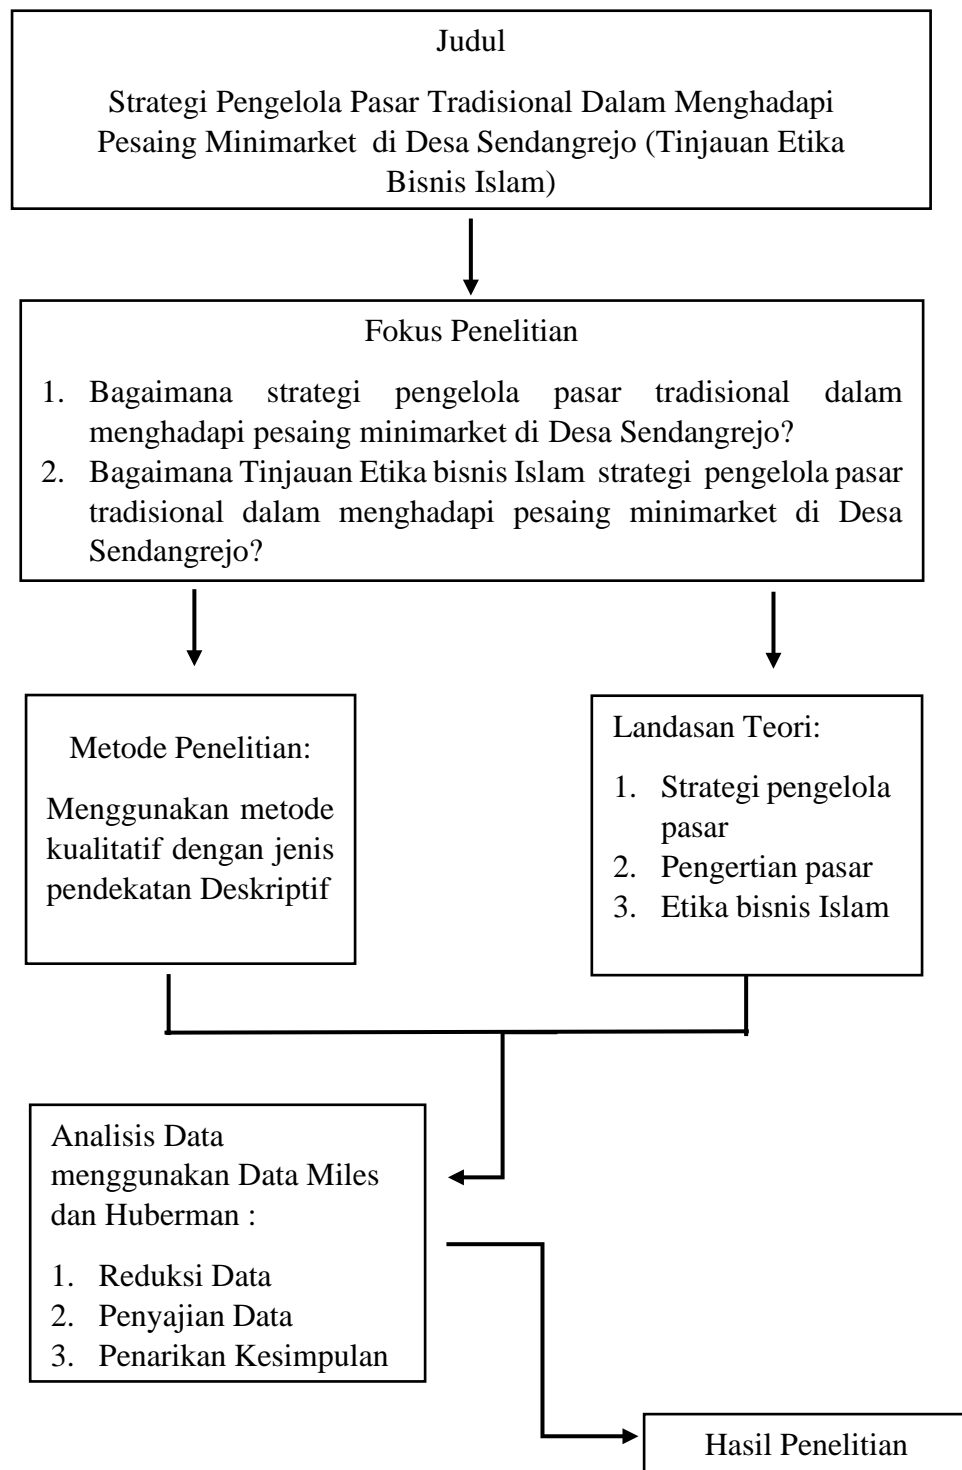 Judul
Strategi Pengelola Pasar Tradisional Dalam Menghadapi
Pesaing Minimarket di Desa Sendangrejo (Tinjauan Etika
Bisnis Islam)
Fokus Penelitian
1. Bagaimana strategi pengelola pasar tradisional dalam
menghadapi pesaing minimarket di Desa Sendangrejo?
2. Bagaimana Tinjauan Etika bisnis Islam strategi pengelola pasar
tradisional dalam menghadapi pesaing minimarket di Desa
Sendangrejo?
Metode Penelitian:
Menggunakan metode
kualitatif dengan jenis
pendekatan Deskriptif
Landasan Teori:
1. Strategi pengelola
pasar
2. Pengertian pasar
3. Etika bisnis Islam
Analisis Data
menggunakan Data Miles
dan Huberman :
1. Reduksi Data
2. Penyajian Data
3. Penarikan Kesimpulan
Hasil Penelitian